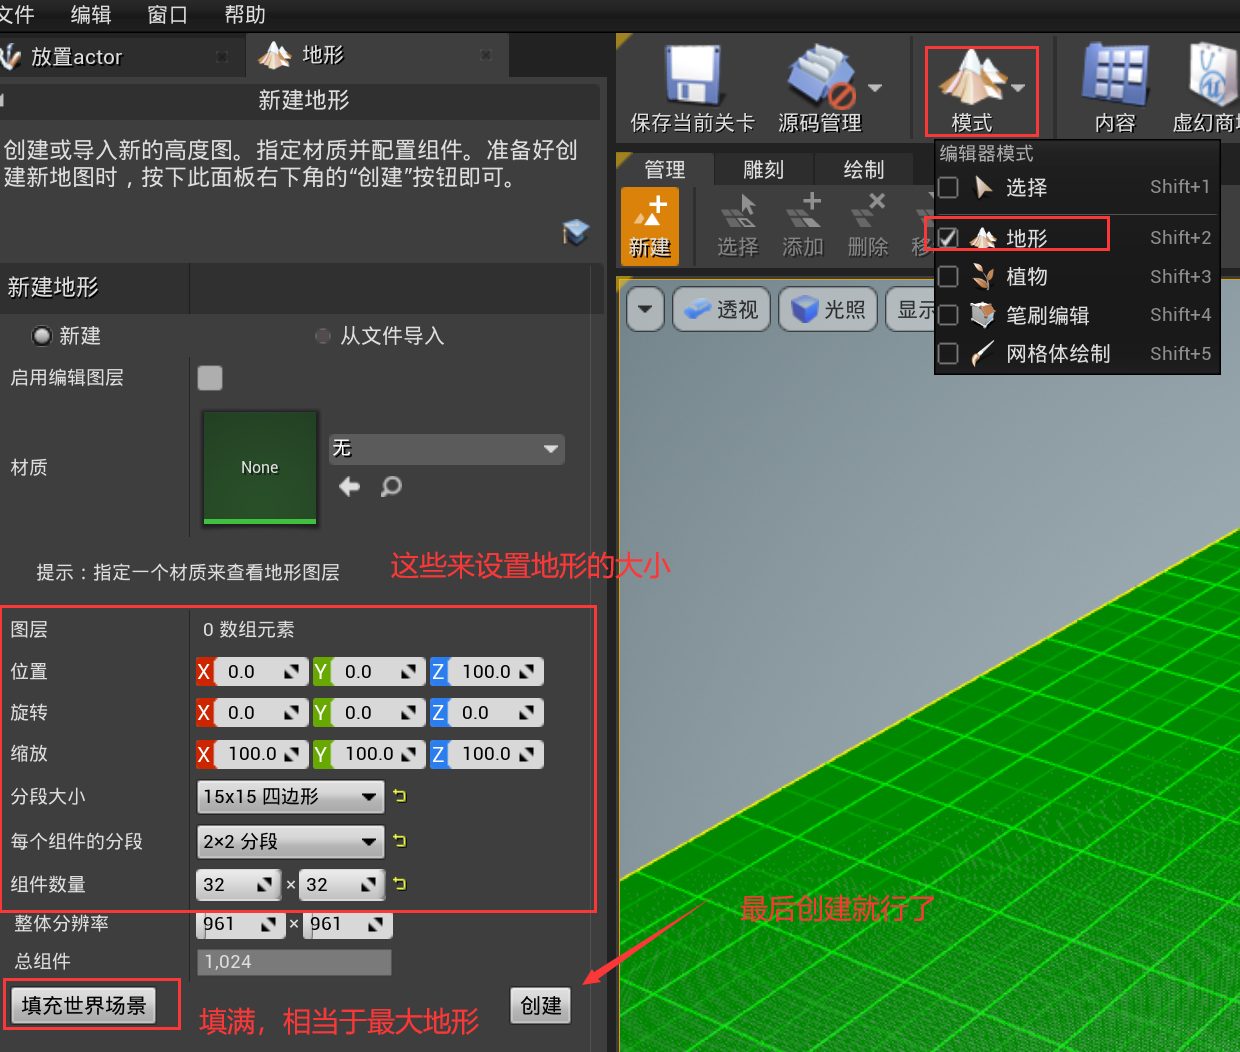 文件 编辑 窗口 帮助
放置actor
地形
新建地形
创建或导入新的高度图。指定材质并配置组件。准备好创
建新地图时，按下此面板右下角的“创建”按钮即可。
新建地形
新建 从文件导入
启用编辑图层
材质
None
无
提示：指定一个材质来查看地形图层
这些来设置地形的大小
图层 0 数组元素
位置 X 0.0 Y 0.0 Z 100.0
旋转 X 0.0 Y 0.0 Z 0.0
缩放 X 100.0 Y 100.0 Z 100.0
分段大小 15x15 四边形
每个组件的分段 2×2 分段
组件数量 32 × 32
整体分辨率 961 × 961
总组件 1,024
填充世界场景
填满，相当于最大地形
创建
保存当前关卡 源码管理 模式 内容 虚幻商
管理 雕刻 绘制
新建 选择 添加 删除 移
透视 光照 显示
编辑器模式
选择 Shift+1
地形 Shift+2
植物 Shift+3
笔刷编辑 Shift+4
网格体绘制 Shift+5
最后创建就行了